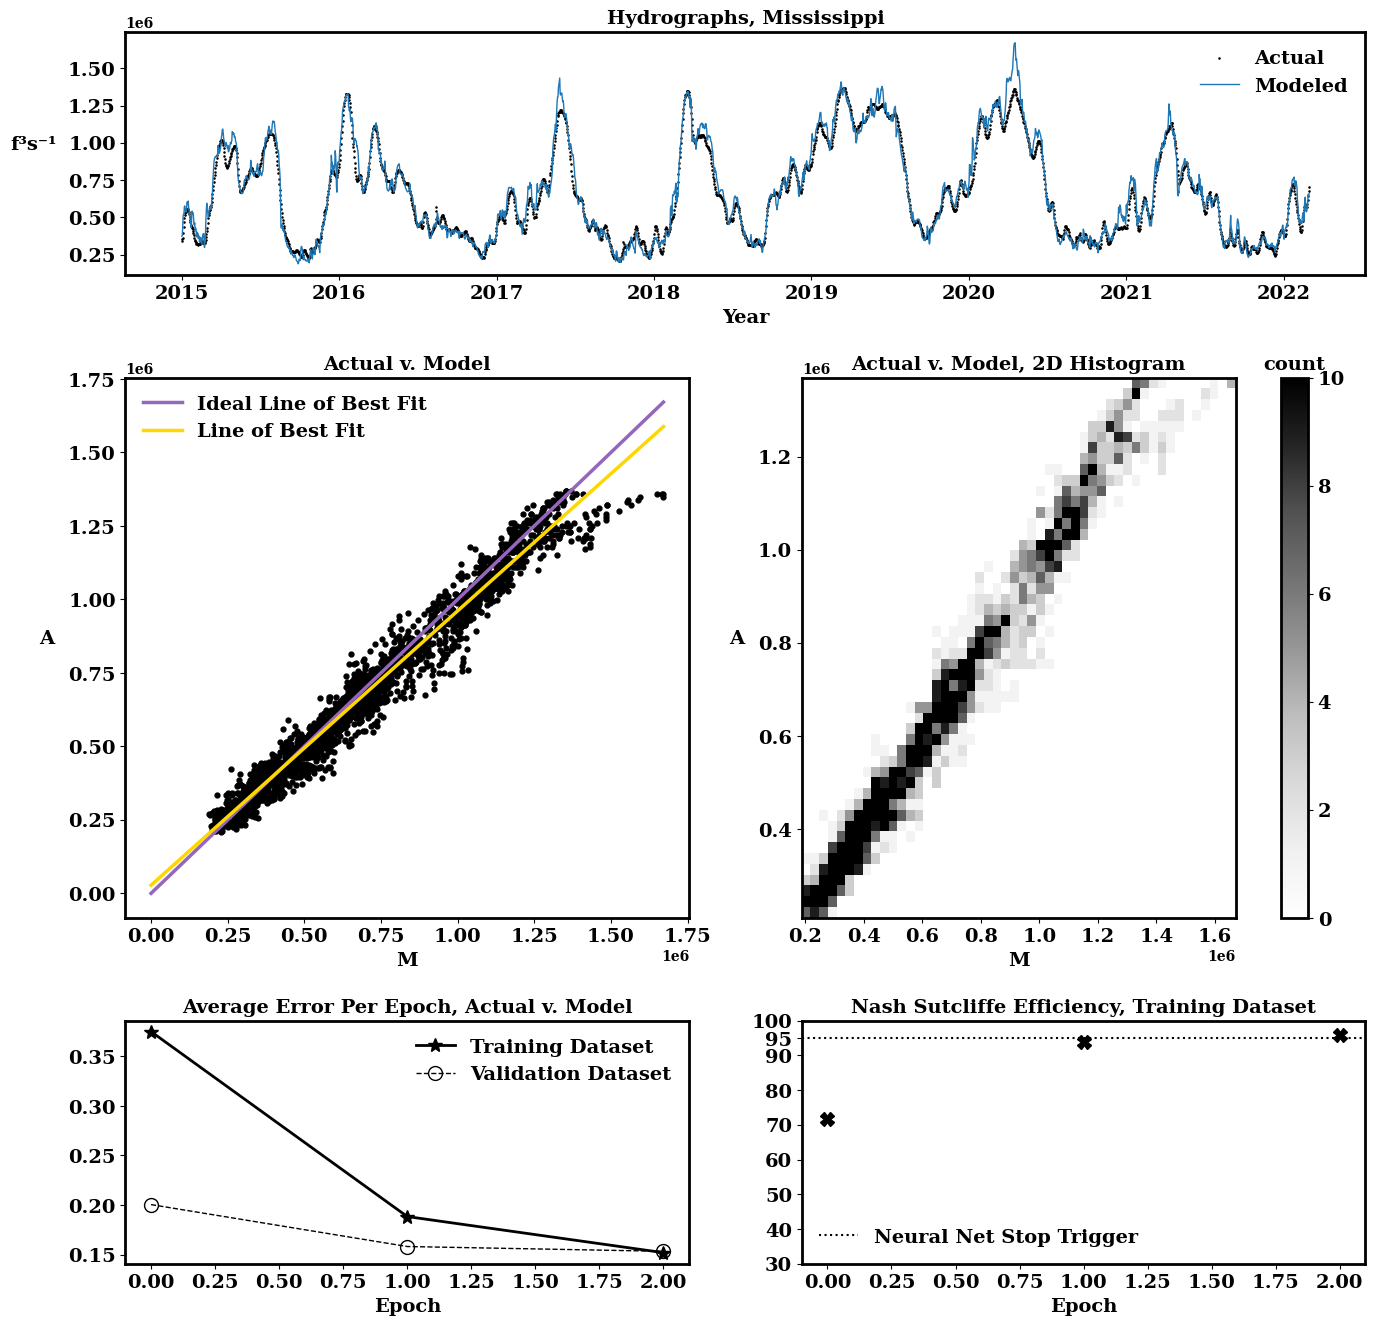 Hydrographs, Mississippi
1e6
1.50
1.25
1.00
0.75
0.50
0.25
f³s⁻¹
Actual
Modeled
2015 2016 2017 2018 2019 2020 2021 2022
Year
Actual v. Model
1e6
1.75
1.50
1.25
1.00
0.75
0.50
0.25
0.00
A
Ideal Line of Best Fit
Line of Best Fit
0.00 0.25 0.50 0.75 1.00 1.25 1.50 1.75
M
1e6
Actual v. Model, 2D Histogram
1e6
1.2
1.0
0.8
0.6
0.4
A
0.2 0.4 0.6 0.8 1.0 1.2 1.4 1.6
M
1e6
count
10
8
6
4
2
0
Average Error Per Epoch, Actual v. Model
0.35
0.30
0.25
0.20
0.15
Training Dataset
Validation Dataset
0.00 0.25 0.50 0.75 1.00 1.25 1.50 1.75 2.00
Epoch
Nash Sutcliffe Efficiency, Training Dataset
100
95
90
80
70
60
50
40
30
Neural Net Stop Trigger
0.00 0.25 0.50 0.75 1.00 1.25 1.50 1.75 2.00
Epoch